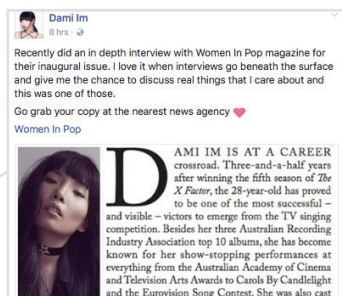 Dami Im
8 hrs ·
Recently did an in depth interview with Women In Pop magazine for
their inaugural issue. I love it when interviews go beneath the surface
and give me the chance to discuss real things that I care about and
this was one of those.
Go grab your copy at the nearest news agency ❤️
Women In Pop
DAMI IM IS AT A CAREER
crossroad. Three-and-a-half years
after winning the fifth season of The
X Factor, the 28-year-old has proved
to be one of the most successful –
and visible – victors to emerge from the TV singing
competition. Besides her three Australian Recording
Industry Association top 10 albums, she has become
known for her show-stopping performances at
everything from the Australian Academy of Cinema
and Television Arts Awards to Carols By Candlelight
and the Eurovision Song Contest. She was also cast